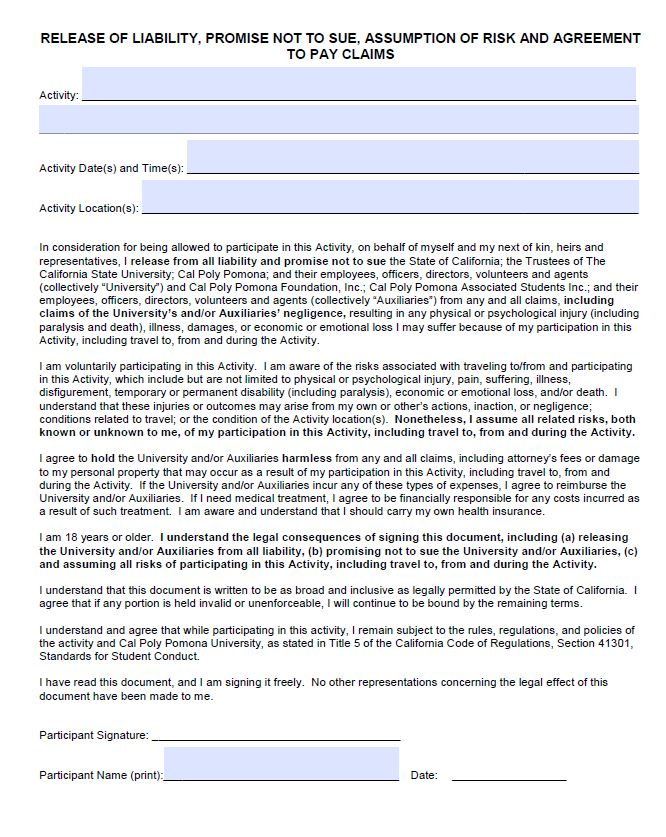 RELEASE OF LIABILITY, PROMISE NOT TO SUE, ASSUMPTION OF RISK AND AGREEMENT
TO PAY CLAIMS
Activity:
Activity Date(s) and Time(s):
Activity Location(s):
In consideration for being allowed to participate in this Activity, on behalf of myself and my next of kin, heirs and
representatives, I release from all liability and promise not to sue the State of California; the Trustees of The
California State University; Cal Poly Pomona; and their employees, officers, directors, volunteers and agents
(collectively “University”) and Cal Poly Pomona Foundation, Inc.; Cal Poly Pomona Associated Students Inc.; and their
employees, officers, directors, volunteers and agents (collectively “Auxiliaries”) from any and all claims, including
claims of the University’s and/or Auxiliaries’ negligence, resulting in any physical or psychological injury (including
paralysis and death), illness, damages, or economic or emotional loss I may suffer because of my participation in this
Activity, including travel to, from and during the Activity.
I am voluntarily participating in this Activity. I am aware of the risks associated with traveling to/from and participating
in this Activity, which include but are not limited to physical or psychological injury, pain, suffering, illness,
disfigurement, temporary or permanent disability (including paralysis), economic or emotional loss, and/or death. I
understand that these injuries or outcomes may arise from my own or other’s actions, inaction, or negligence;
conditions related to travel; or the condition of the Activity location(s). Nonetheless, I assume all related risks, both
known or unknown to me, of my participation in this Activity, including travel to, from and during the Activity.
I agree to hold the University and/or Auxiliaries harmless from any and all claims, including attorney’s fees or damage
to my personal property that may occur as a result of my participation in this Activity, including travel to, from and
during the Activity. If the University and/or Auxiliaries incur any of these types of expenses, I agree to reimburse the
University and/or Auxiliaries. If I need medical treatment, I agree to be financially responsible for any costs incurred as
a result of such treatment. I am aware and understand that I should carry my own health insurance.
I am 18 years or older. I understand the legal consequences of signing this document, including (a) releasing
the University and/or Auxiliaries from all liability, (b) promising not to sue the University and/or Auxiliaries, (c)
and assuming all risks of participating in this Activity, including travel to, from and during the Activity.
I understand that this document is written to be as broad and inclusive as legally permitted by the State of California. I
agree that if any portion is held invalid or unenforceable, I will continue to be bound by the remaining terms.
I understand and agree that while participating in this activity, I remain subject to the rules, regulations, and policies of
the activity and Cal Poly Pomona University, as stated in Title 5 of the California Code of Regulations, Section 41301,
Standards for Student Conduct.
I have read this document, and I am signing it freely. No other representations concerning the legal effect of this
document have been made to me.
Participant Signature:
Participant Name (print): Date: